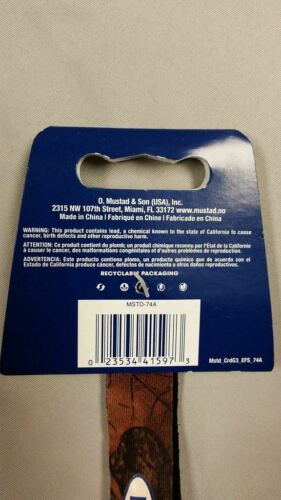 O. Mustad & Son (USA), Inc.
2315 NW 107th Street, Miami, FL 33172 www.mustad.no
Made in China I Fabriqué en Chine I Fabricado en China
WARNING: This product contains lead, a chemical known to the state of California to cause
cancer, birth defects and other reproductive harm.
ATTENTION: Ce produit contient du plomb; un produit chimique reconnu par l'État de la Californie
à causer le cancer, des malformations congénitales et d'autres problèmes de reproduction.
ADVERTENCIA: Este producto contiene plomo, un producto químico que de acuerdo con el
Estado de California produce cáncer, defectos de nacimiento u otros daños reproductivos.
RECYCLABLE PACKAGING
MSTD-74A
0 23534 41597 3
Mstd_CrdG3_EFS_74A